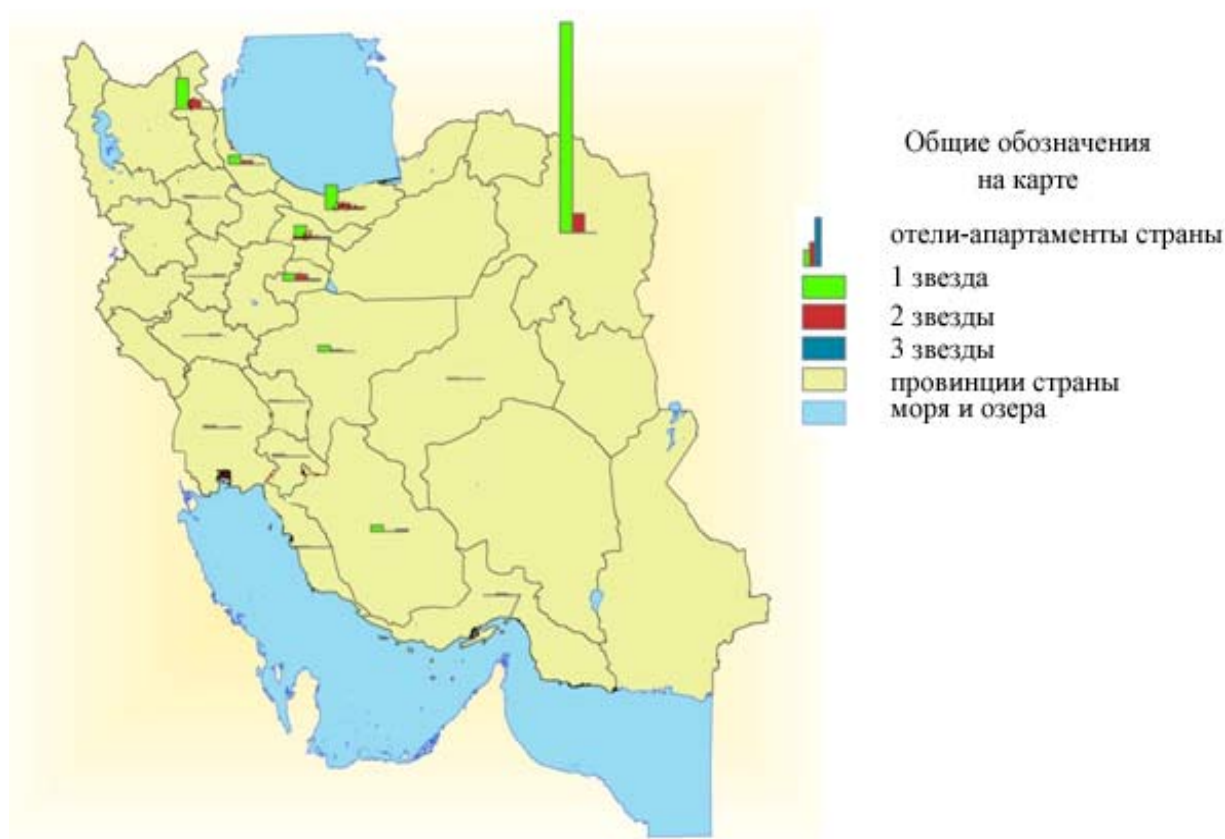 Общие обозначения
на карте
отели-апартаменты страны
1 звезда
2 звезды
3 звезды
провинции страны
моря и озера